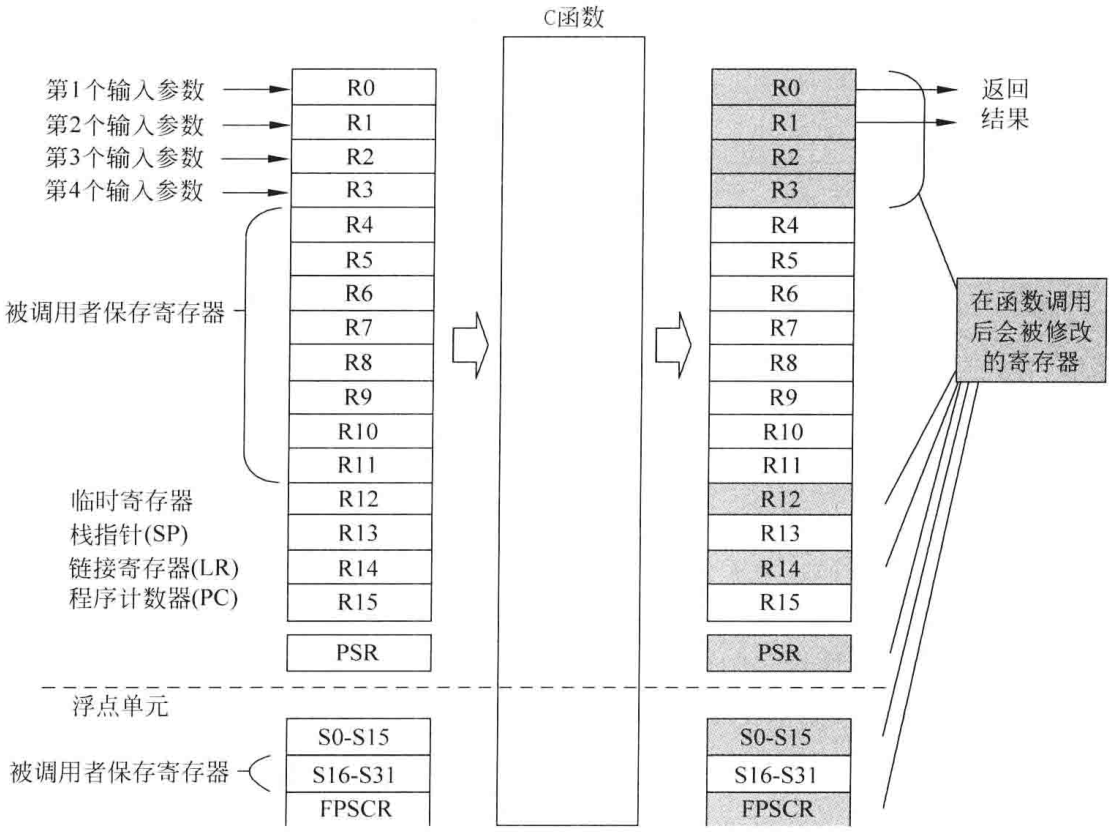 C函数
第1个输入参数
第2个输入参数
第3个输入参数
第4个输入参数
被调用者保存寄存器
临时寄存器
栈指针(SP)
链接寄存器(LR)
程序计数器(PC)
R0
R1
R2
R3
R4
R5
R6
R7
R8
R9
R10
R11
R12
R13
R14
R15
PSR
浮点单元
被调用者保存寄存器
S0-S15
S16-S31
FPSCR
R0
R1
R2
R3
R4
R5
R6
R7
R8
R9
R10
R11
R12
R13
R14
R15
PSR
S0-S15
S16-S31
FPSCR
返回
结果
在函数调用
后会被修改
的寄存器